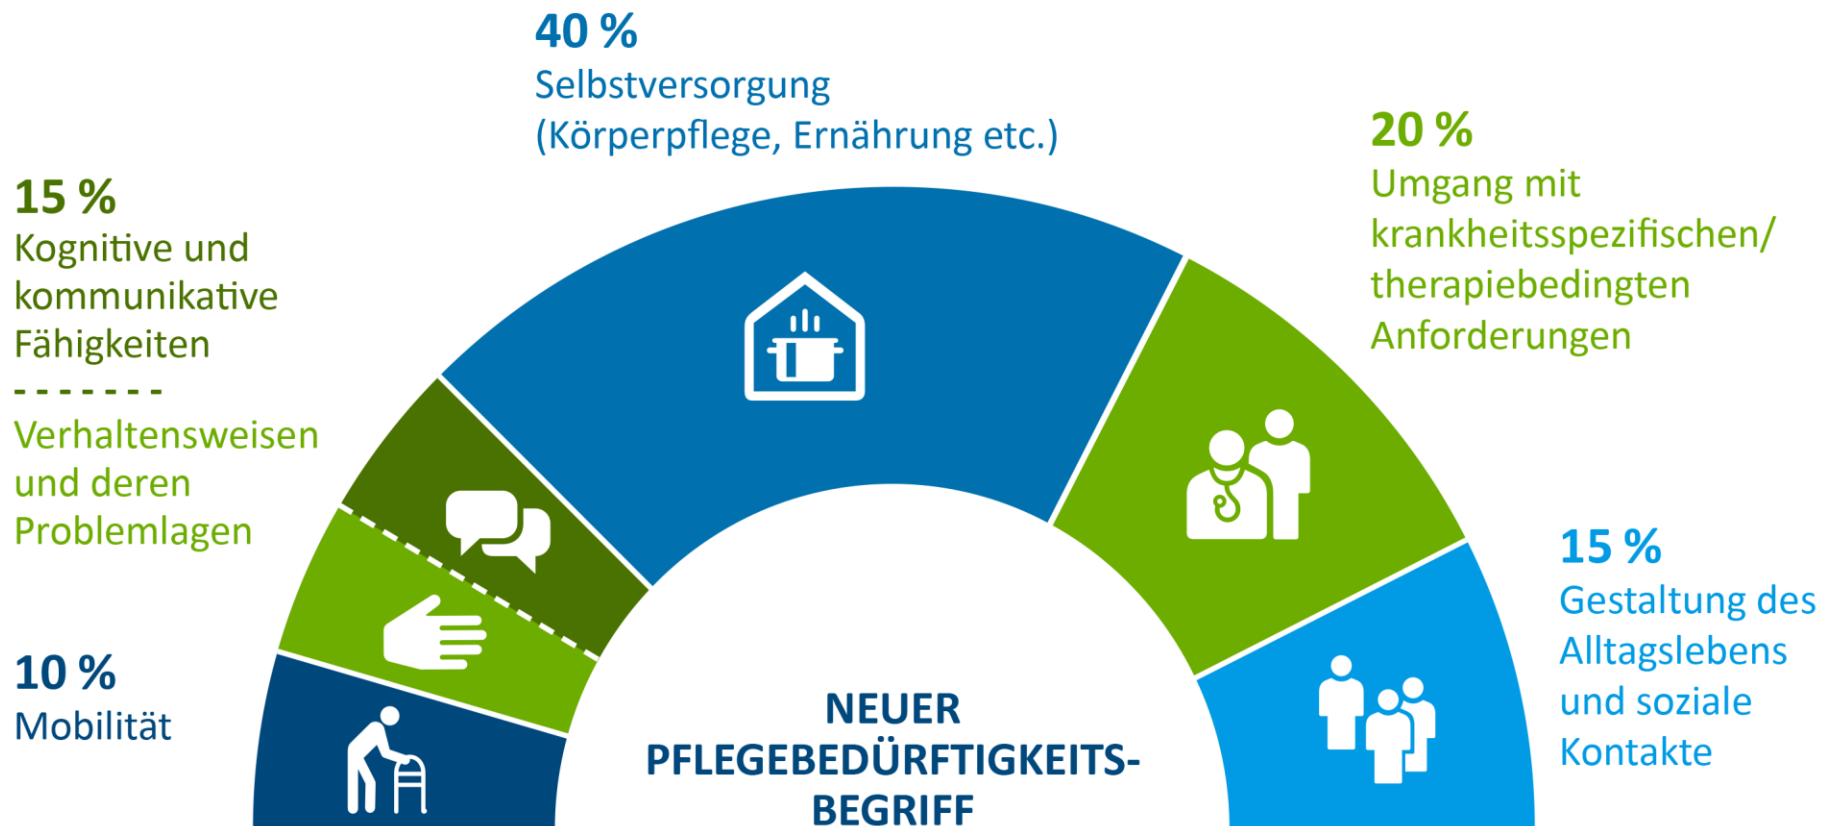 40 %
Selbstversorgung
(Körperpflege, Ernährung etc.)
20 %
Umgang mit
krankheitsspezifischen/
therapiebedingten
Anforderungen
15 %
Kognitive und
kommunikative
Fähigkeiten
- - - - - - -
Verhaltensweisen
und deren
Problemlagen
15 %
Gestaltung des
Alltagslebens
und soziale
Kontakte
10 %
Mobilität
NEUER
PFLEGEBEDÜRFTIGKEITS-
BEGRIFF